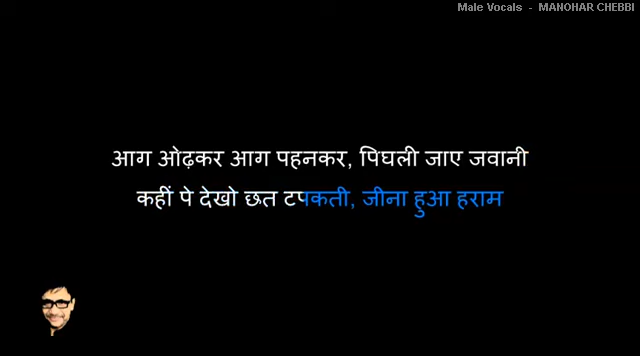 Male Vocals - MANOHAR CHEBBI
आग ओढ़कर आग पहनकर, पिघली जाए जवानी
कहीं पे देखो छत टपकती, जीना हुआ हराम